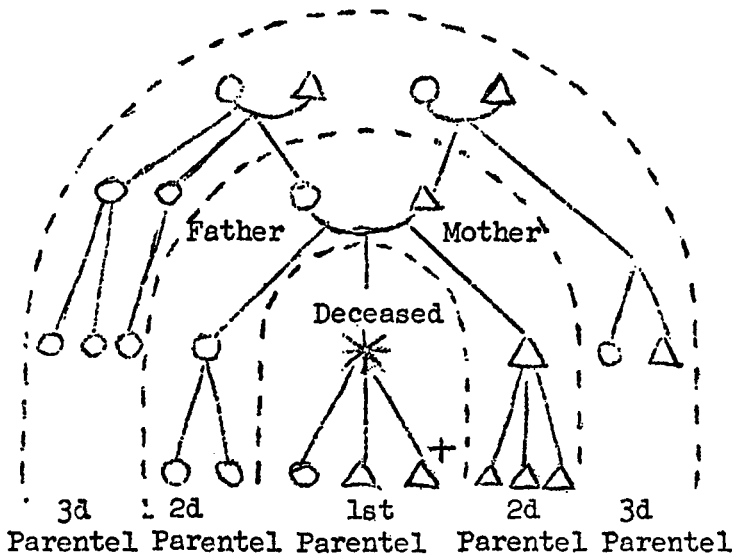 Father Mother
Deceased
+
3d 2d 1st 2d 3d
Parentel Parentel Parentel Parentel Parentel